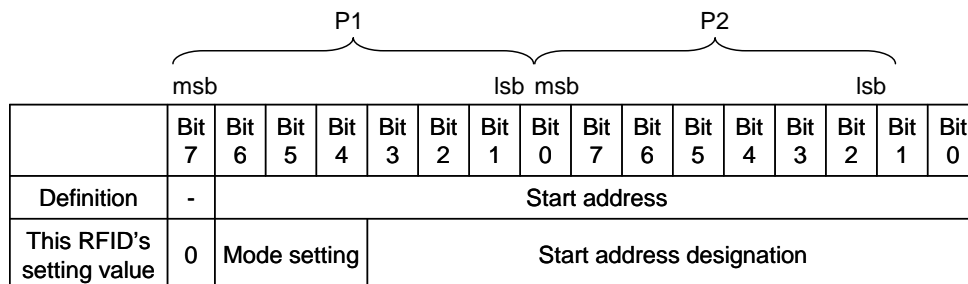 P1 P2
msb lsb msb lsb
Bit 7 Bit 6 Bit 5 Bit 4 Bit 3 Bit 2 Bit 1 Bit 0 Bit 7 Bit 6 Bit 5 Bit 4 Bit 3 Bit 2 Bit 1 Bit 0
Definition - Start address
This RFID's setting value 0 Mode setting Start address designation